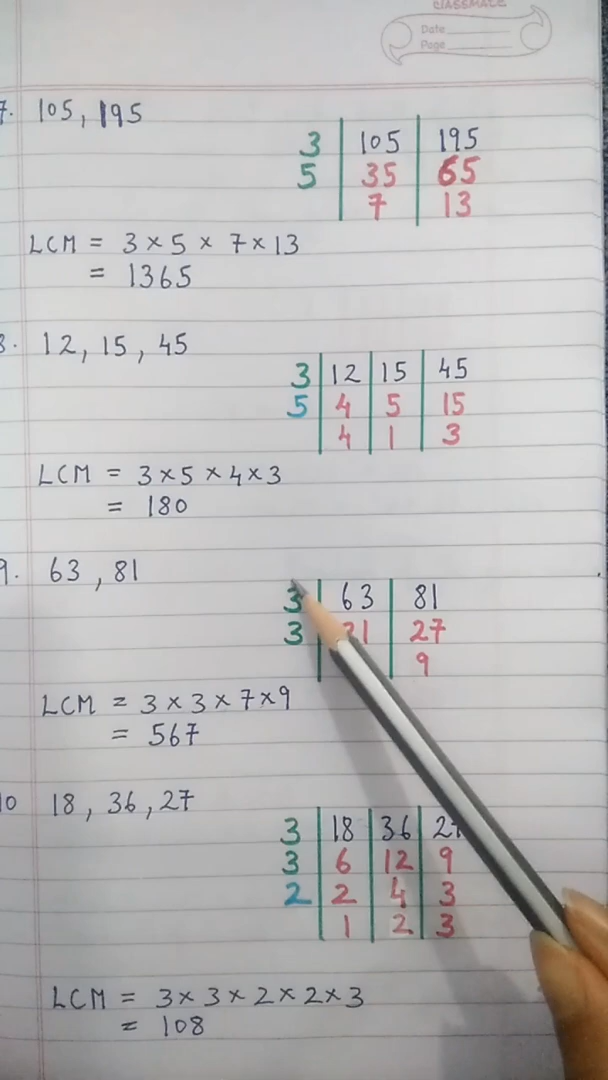 CLASSMATE
Date
Page
7. 105, 195
3 105 195
5 35 65
7 13
LCM = 3 × 5 × 7 × 13
= 1365
12, 15, 45
3 12 15 45
5 4 5 15
4 1 3
LCM = 3 × 5 × 4 × 3
= 180
9. 63, 81
3 63 81
3 21 27
9
LCM = 3 × 3 × 7 × 9
= 567
10 18, 36, 27
3 18 36 27
3 6 12 9
2 2 4 3
1 2 3
LCM = 3 × 3 × 2 × 2 × 3
= 108